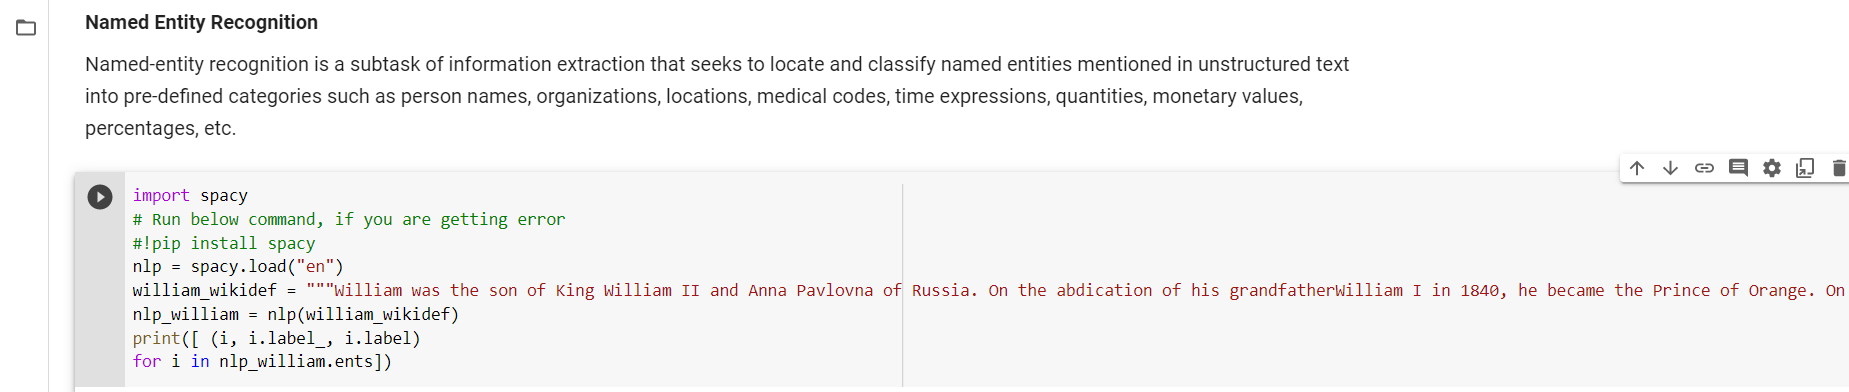 Named Entity Recognition
Named-entity recognition is a subtask of information extraction that seeks to locate and classify named entities mentioned in unstructured text
into pre-defined categories such as person names, organizations, locations, medical codes, time expressions, quantities, monetary values,
percentages, etc.
import spacy
# Run below command, if you are getting error
#!pip install spacy
nlp = spacy.load("en")
william_wikidef = """William was the son of King William II and Anna Pavlovna of Russia. On the abdication of his grandfatherWilliam I in 1840, he became the Prince of Orange. On
nlp_william = nlp(william_wikidef)
print([ (i, i.label_, i.label)
for i in nlp_william.ents])